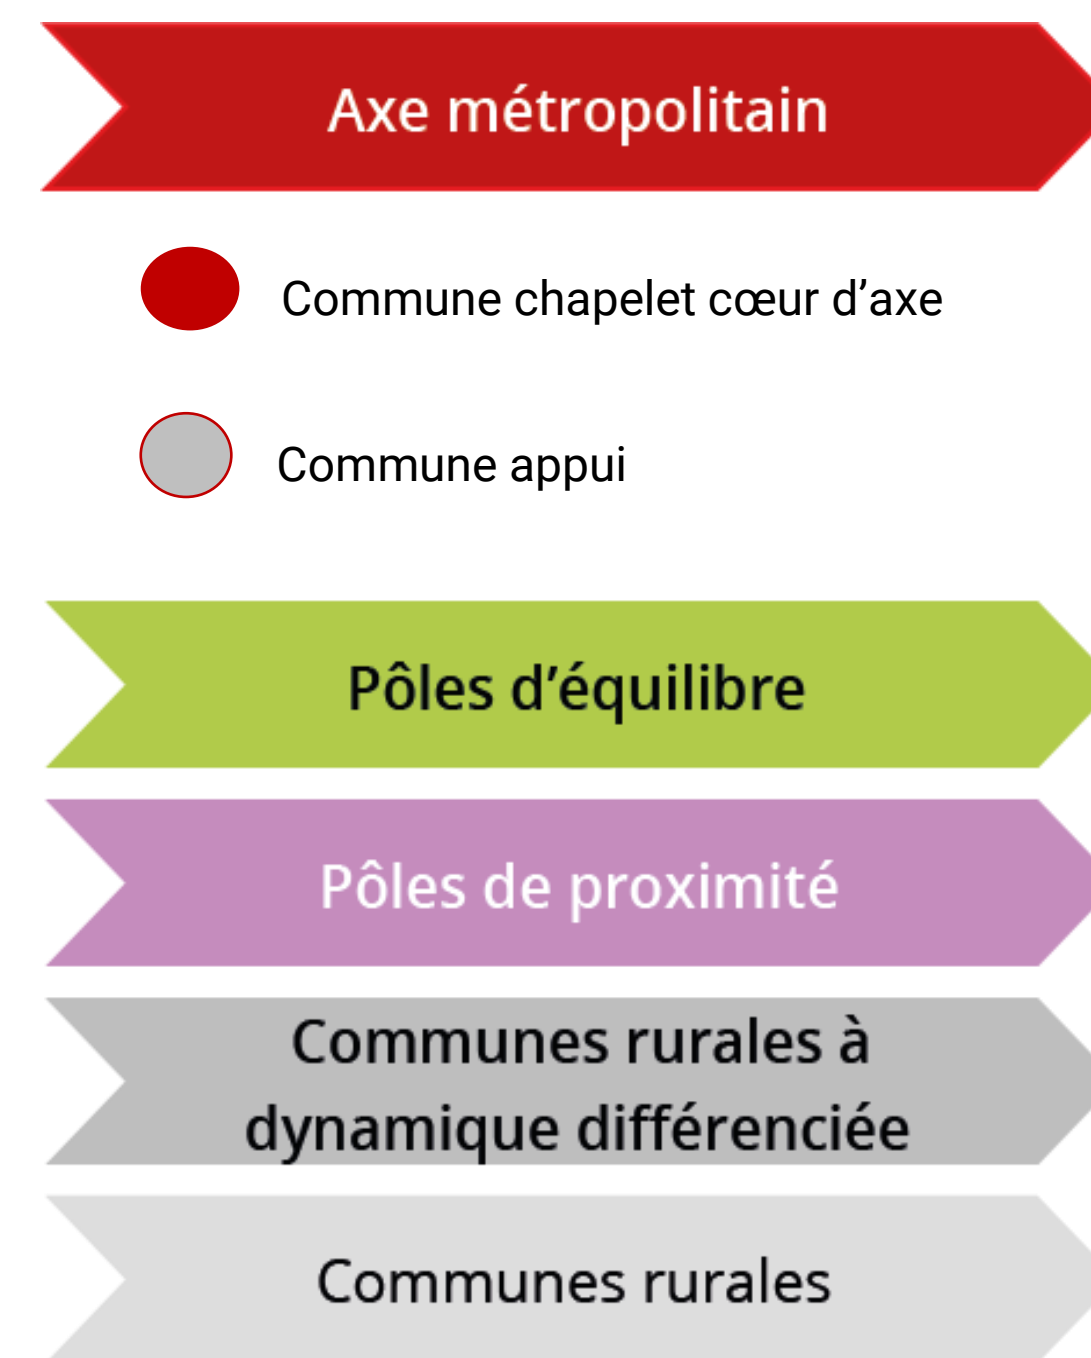 Axe métropolitain
Commune chapelet cœur d’axe
Commune appui
Pôles d’équilibre
Pôles de proximité
Communes rurales à
dynamique différenciée
Communes rurales